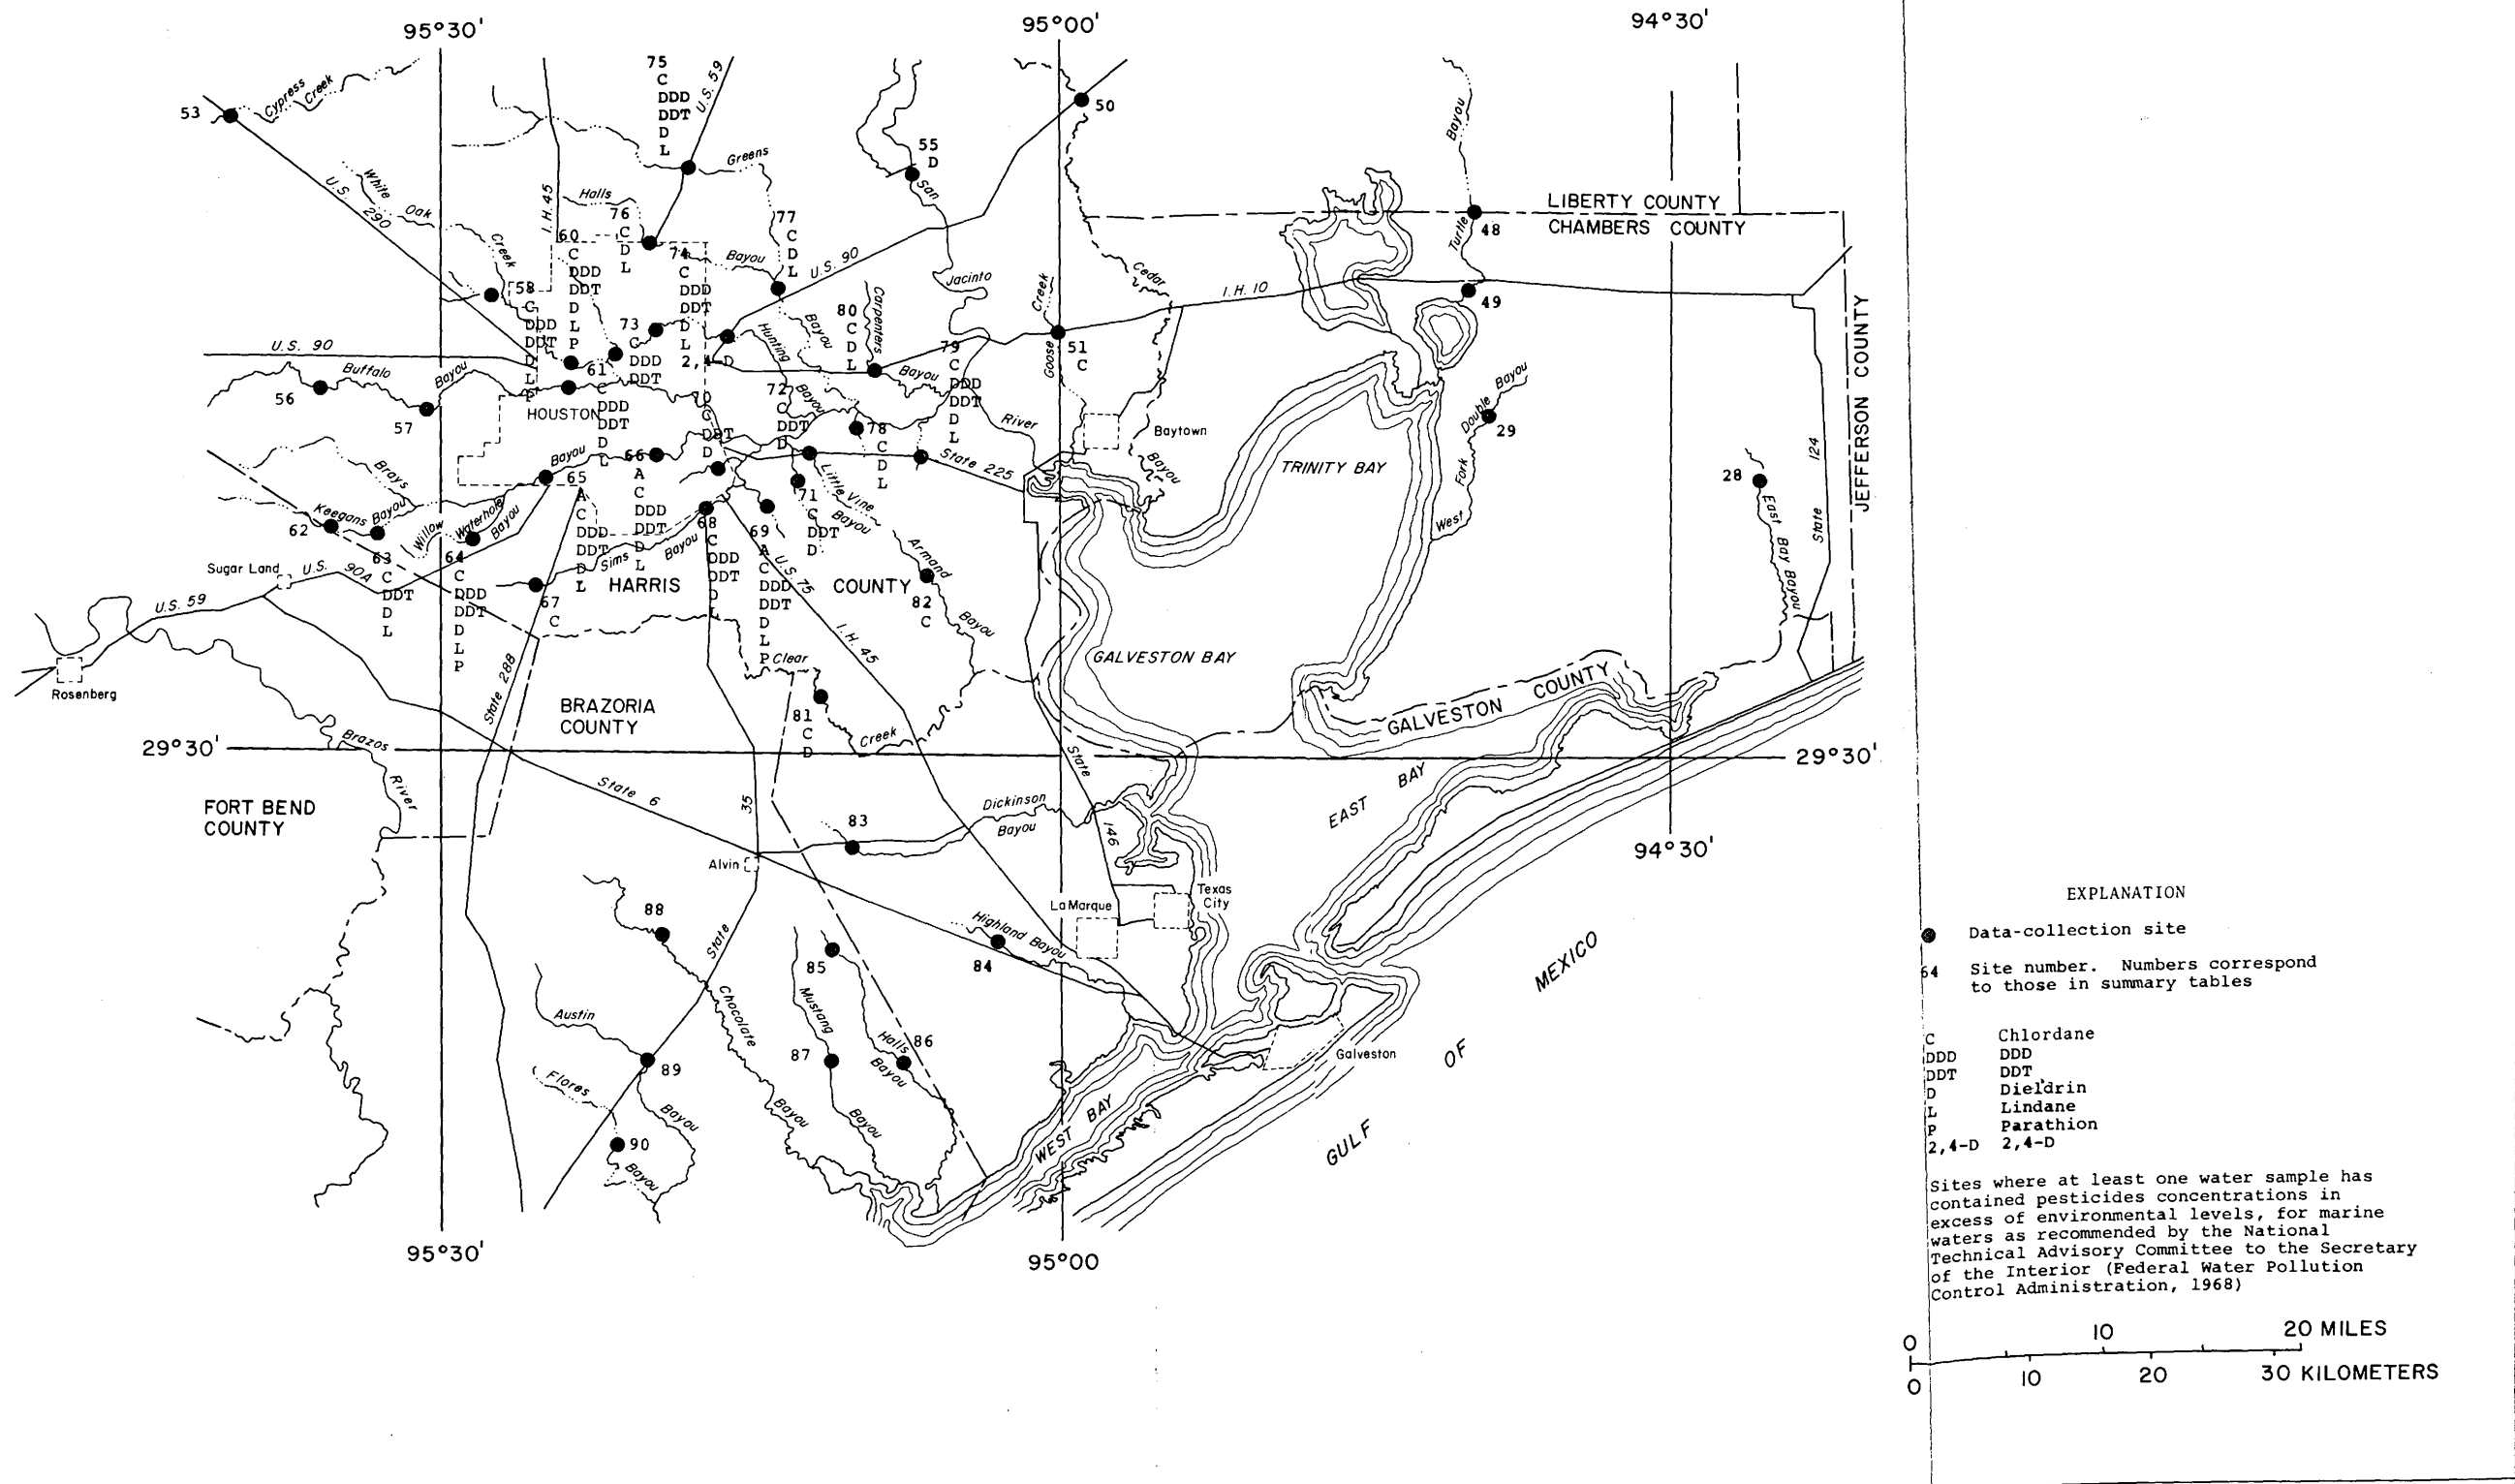 95°30'
95°00'
94°30'
75
C
DDD
DDT
D
L
U.S. 59
53
Cypress
Creek
50
Bayou
55
D
San
Greens
White
U.S.
290
Oak
Creek
I.H. 45
Halls
76
C
D
L
77
C
D
L
LIBERTY COUNTY
CHAMBERS COUNTY
Turtle
48
60
C
DDD
DDT
D
L
P
74
C
DDD
DDT
D
L
2,4-D
Bayou
U.S. 90
Jacinto
Creek
Cedar
I.H. 10
49
58
C
DDD
DDT
D
L
P
73
C
DDD
DDT
Hunting
Bayou
80
C
D
L
Carpenters
Bayou
79
C
DDD
DDT
D
L
Goose
51
C
U.S. 90
Buffalo
Bayou
56
57
HOUSTON
61
C
DDD
DDT
D
L
70
C
DDT
D
72
C
DDT
D
Bayou
78
C
D
L
River
Baytown
Bayou
Double
Bayou
29
Fork
West
TRINITY BAY
28
East
Bay
Bayou
State 124
JEFFERSON COUNTY
Brays
Bayou
Bayou
65
A
C
DDD
DDT
D
L
66
A
C
DDD
DDT
D
L
State 225
Little Vine
Bayou
71
C
DDT
D
Keegans
62
63
C
DDT
D
L
Willow
Waterhole
Bayou
64
C
DDD
DDT
D
L
P
68
C
DDD
DDT
D
L
69
A
C
DDD
DDT
D
L
P
U.S. 75
Armand
Bayou
82
C
Sugar Land
U.S. 90A
Sims
Bayou
HARRIS
COUNTY
67
C
U.S. 59
I.H. 45
Clear
Creek
81
C
D
GALVESTON BAY
Rosenberg
State 288
BRAZORIA
COUNTY
GALVESTON COUNTY
29°30'
29°30'
Brazos
River
State 6
35
State
FORT BEND
COUNTY
State
146
Dickinson
Bayou
83
Alvin
EAST BAY
94°30'
EXPLANATION
Data-collection site
64 Site number. Numbers correspond
to those in summary tables
C Chlordane
DDD DDD
DDT DDT
D Dieldrin
L Lindane
P Parathion
2,4-D 2,4-D
Sites where at least one water sample has
contained pesticides concentrations in
excess of environmental levels, for marine
waters as recommended by the National
Technical Advisory Committee to the Secretary
of the Interior (Federal Water Pollution
Control Administration, 1968)
88
La Marque
Texas
City
Highland Bayou
84
85
Mustang
Bayou
Chocolate
Bayou
Halls
Bayou
86
87
Austin
Bayou
89
Flores
Bayou
90
Galveston
WEST BAY
GULF OF MEXICO
95°30'
95°00
0 10 20 MILES
0 10 20 30 KILOMETERS